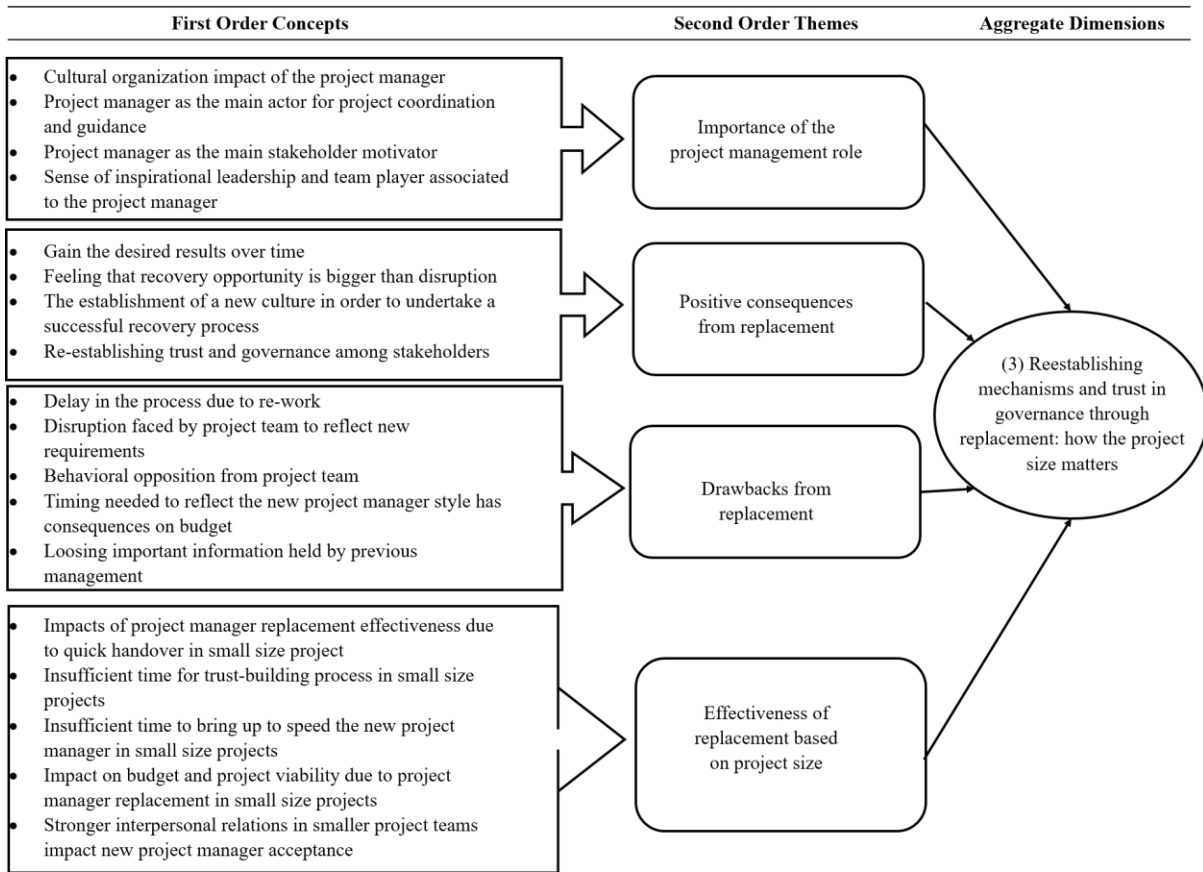 First Order Concepts
Second Order Themes
Aggregate Dimensions
• Cultural organization impact of the project manager
• Project manager as the main actor for project coordination
and guidance
• Project manager as the main stakeholder motivator
• Sense of inspirational leadership and team player associated
to the project manager
Importance of the
project management role
• Gain the desired results over time
• Feeling that recovery opportunity is bigger than disruption
• The establishment of a new culture in order to undertake a
successful recovery process
• Re-establishing trust and governance among stakeholders
Positive consequences
from replacement
• Delay in the process due to re-work
• Disruption faced by project team to reflect new
requirements
• Behavioral opposition from project team
• Timing needed to reflect the new project manager style has
consequences on budget
• Loosing important information held by previous
management
Drawbacks from
replacement
• Impacts of project manager replacement effectiveness due
to quick handover in small size project
• Insufficient time for trust-building process in small size
projects
• Insufficient time to bring up to speed the new project
manager in small size projects
• Impact on budget and project viability due to project
manager replacement in small size projects
• Stronger interpersonal relations in smaller project teams
impact new project manager acceptance
Effectiveness of
replacement based
on project size
(3) Reestablishing
mechanisms and trust in
governance through
replacement: how the project
size matters